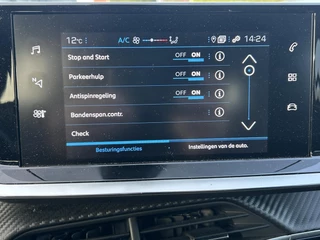 12°C A/C 14:24
Stop and Start OFF ON
Parkeerhulp OFF ON
Antispinregeling OFF ON
Bandenspan.contr.
Check
Besturingsfuncties Instellingen van de auto.